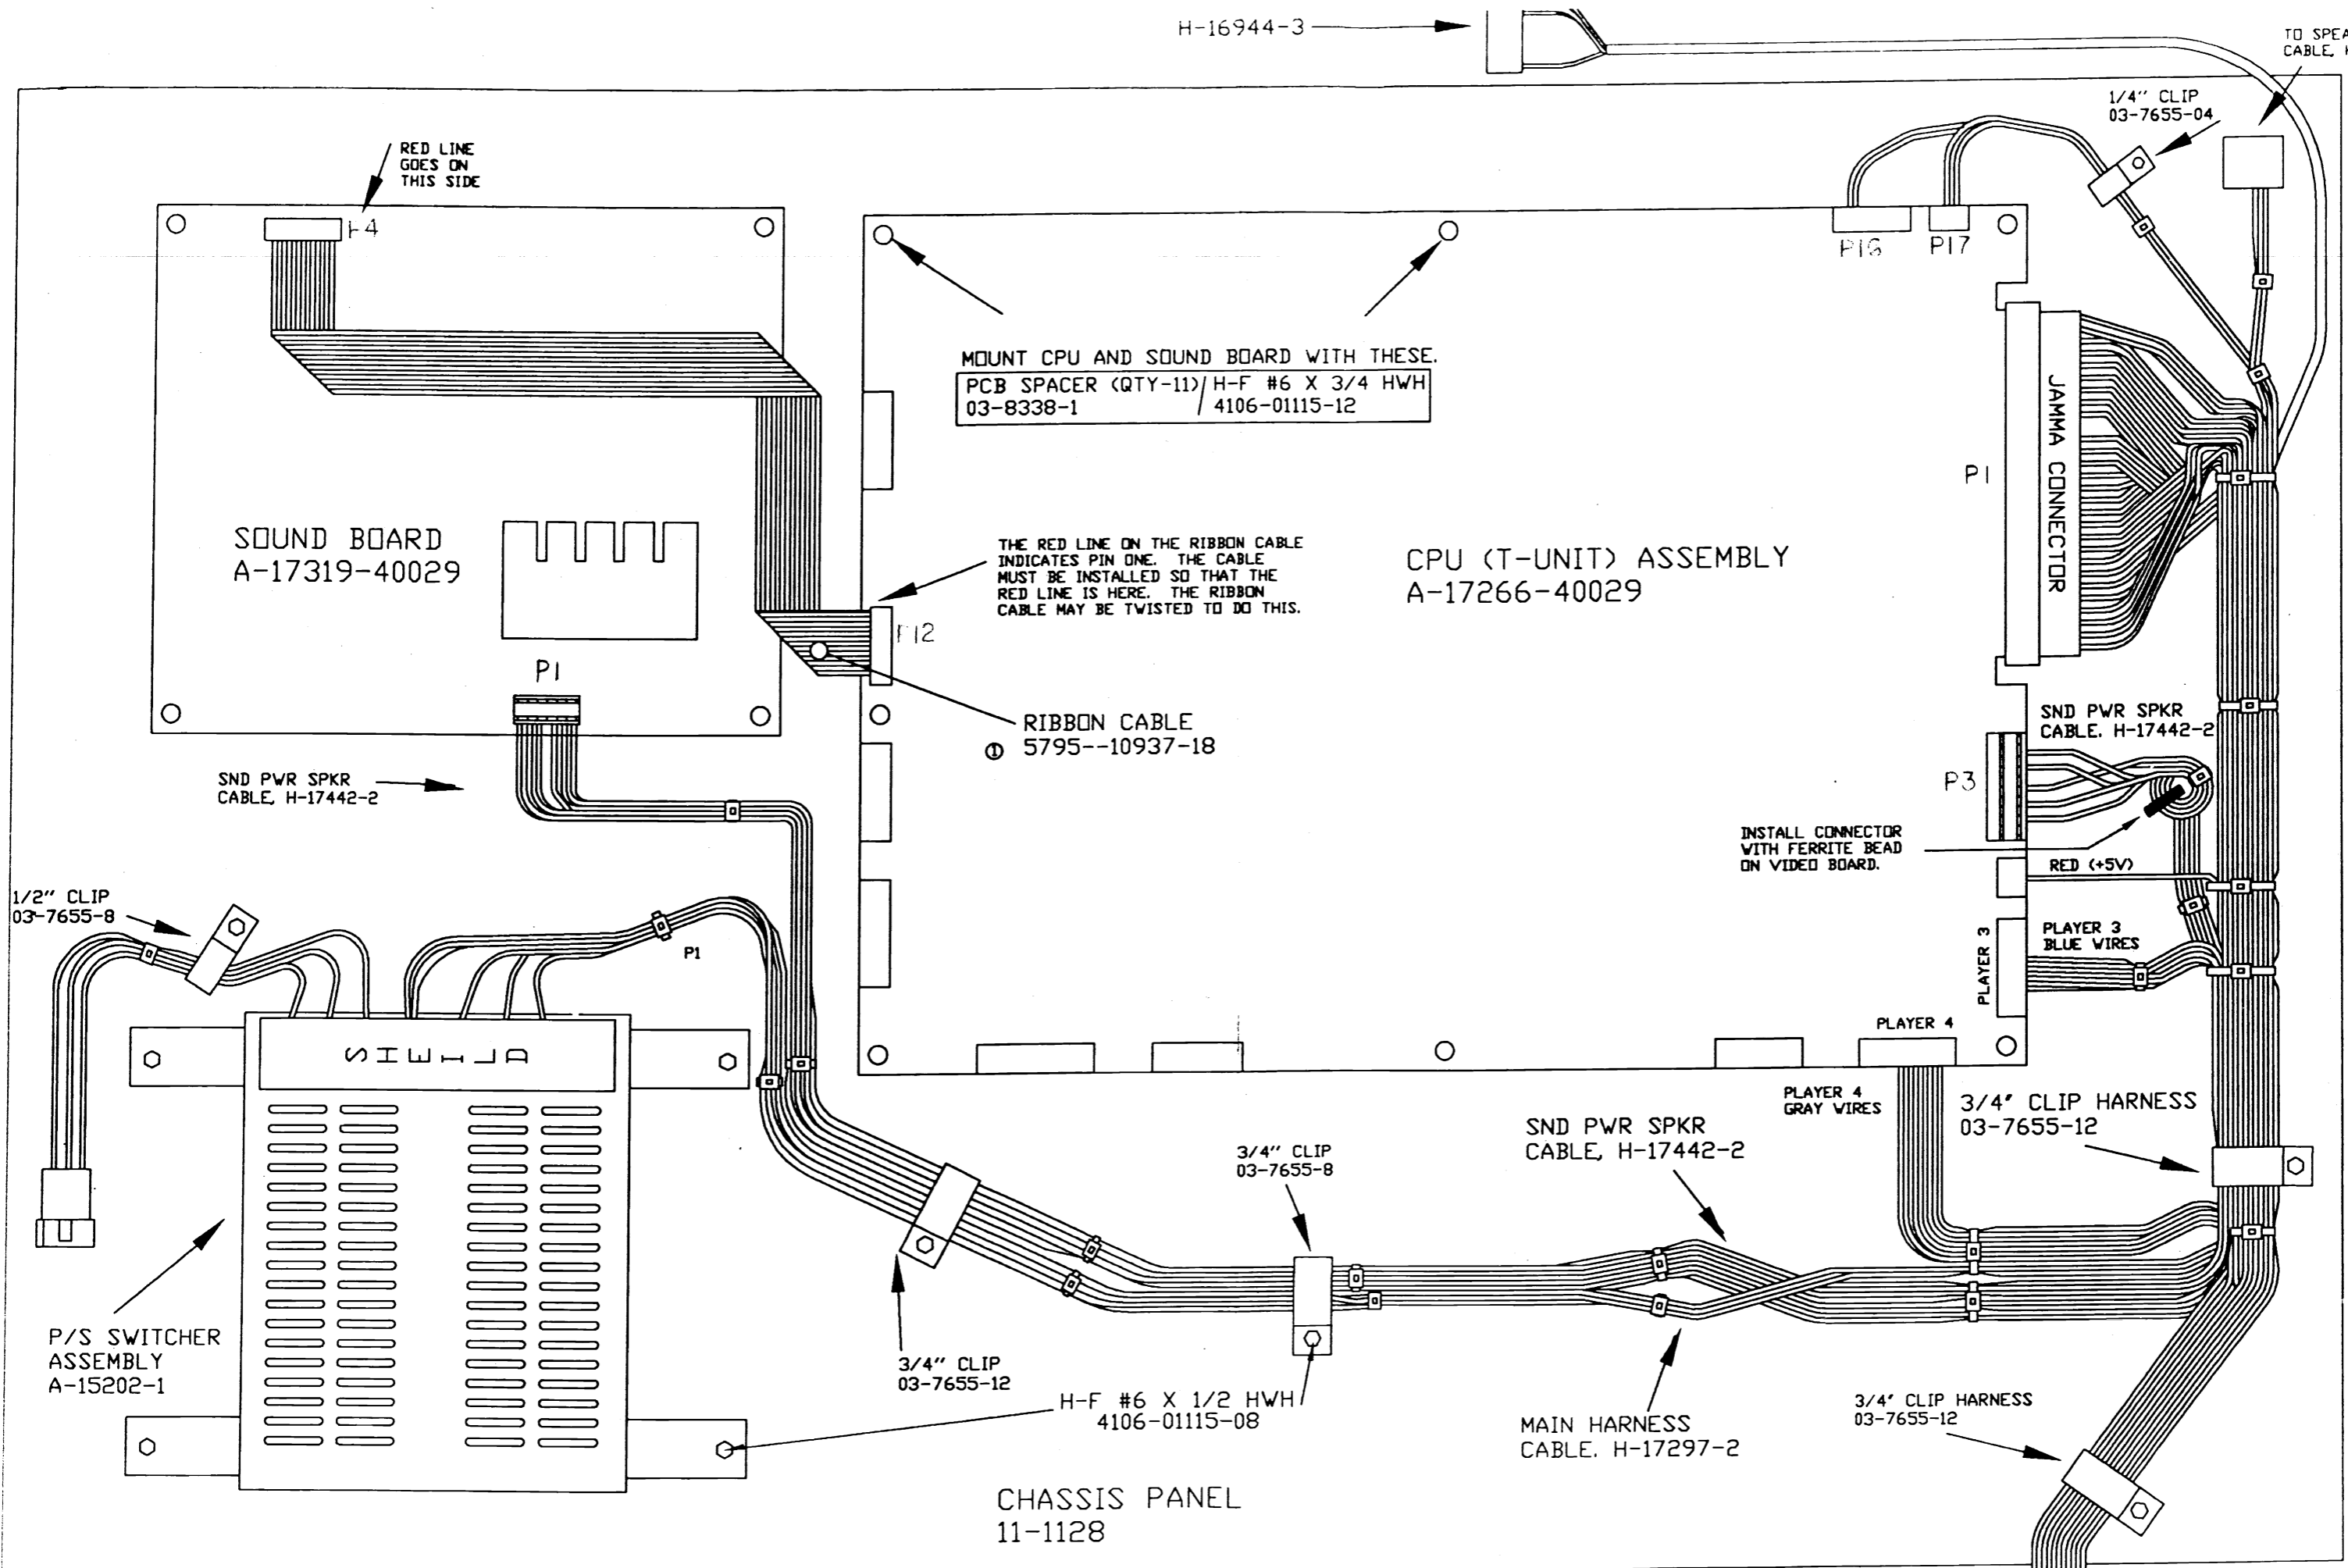 H-16944-3
TO SPEA
CABLE,
1/4" CLIP
03-7655-04
RED LINE
GOES ON
THIS SIDE
P4
P16
P17
MOUNT CPU AND SOUND BOARD WITH THESE.
PCB SPACER (QTY-11) / H-F #6 X 3/4 HWH
03-8338-1 / 4106-01115-12
JAMMA CONNECTOR
P1
SOUND BOARD
A-17319-40029
THE RED LINE ON THE RIBBON CABLE
INDICATES PIN ONE. THE CABLE
MUST BE INSTALLED SO THAT THE
RED LINE IS HERE. THE RIBBON
CABLE MAY BE TWISTED TO DO THIS.
CPU (T-UNIT) ASSEMBLY
A-17266-40029
P12
P1
RIBBON CABLE
① 5795--10937-18
SND PWR SPKR
CABLE. H-17442-2
SND PWR SPKR
CABLE, H-17442-2
P3
INSTALL CONNECTOR
WITH FERRITE BEAD
ON VIDEO BOARD.
RED (+5V)
1/2" CLIP
03-7655-8
P1
PLAYER 3
PLAYER 3
BLUE WIRES
PLAYER 4
SHEILD
PLAYER 4
GRAY WIRES
3/4" CLIP HARNESS
03-7655-12
SND PWR SPKR
CABLE, H-17442-2
3/4" CLIP
03-7655-8
P/S SWITCHER
ASSEMBLY
A-15202-1
3/4" CLIP
03-7655-12
H-F #6 X 1/2 HWH
4106-01115-08
MAIN HARNESS
CABLE. H-17297-2
3/4" CLIP HARNESS
03-7655-12
CHASSIS PANEL
11-1128